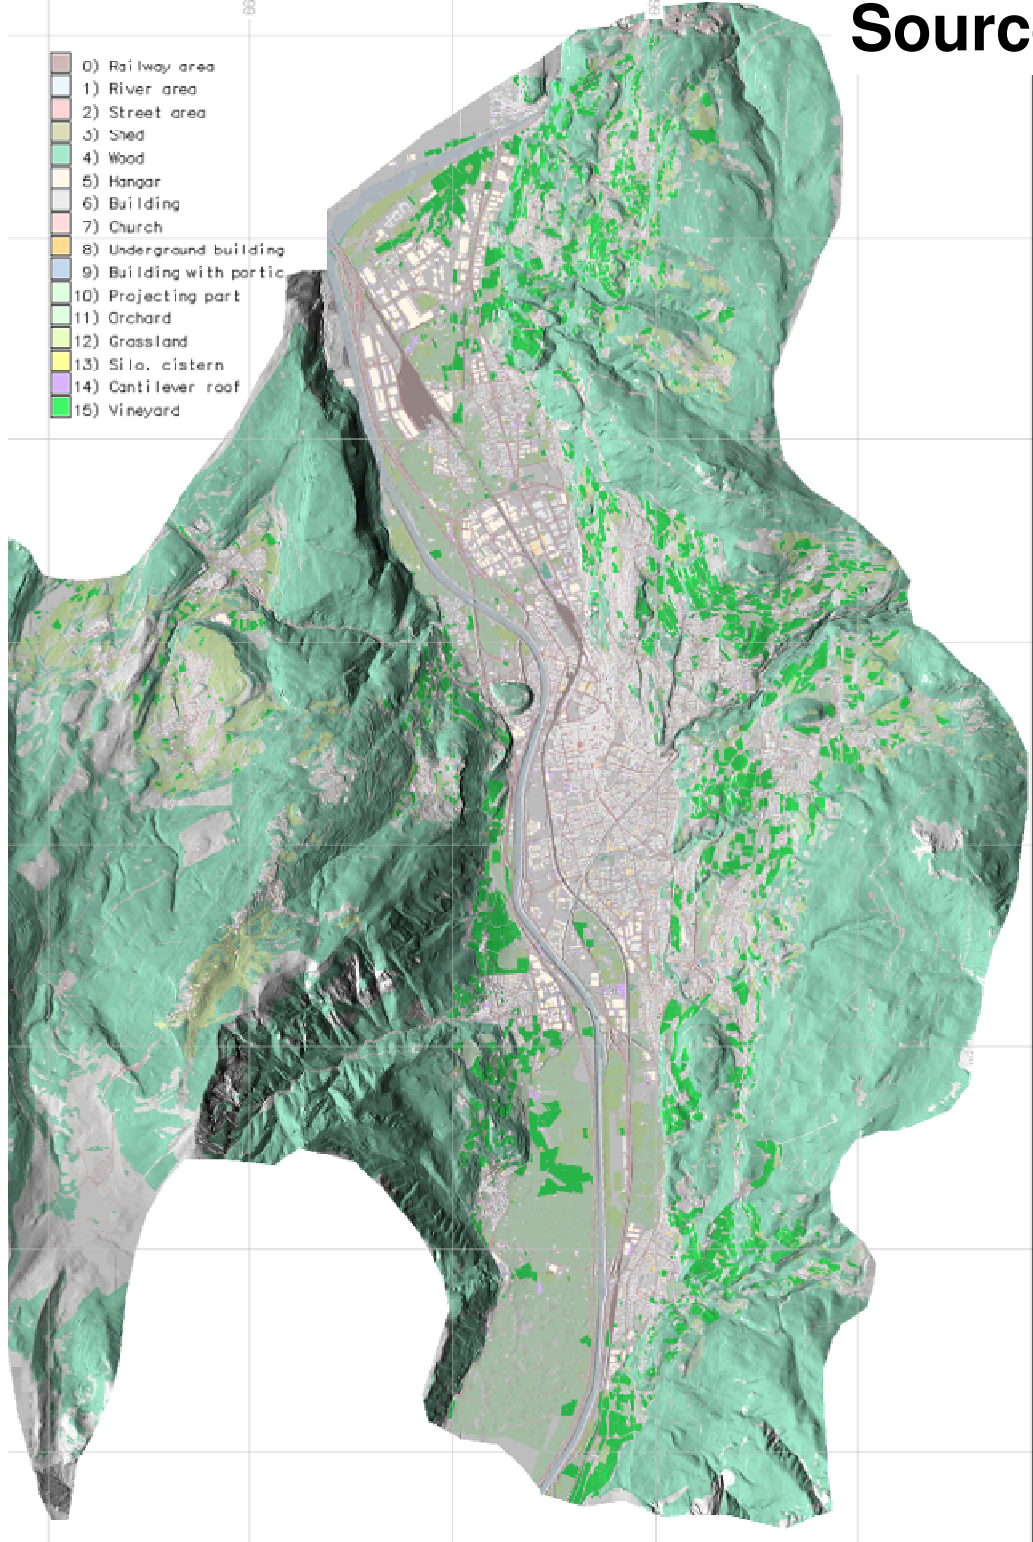 Sourc
0) Railway area
1) River area
2) Street area
3) Shed
4) Wood
5) Hangar
6) Building
7) Church
8) Underground building
9) Building with portic
10) Projecting part
11) Orchard
12) Grassland
13) Silo, cistern
14) Cantilever roof
15) Vineyard